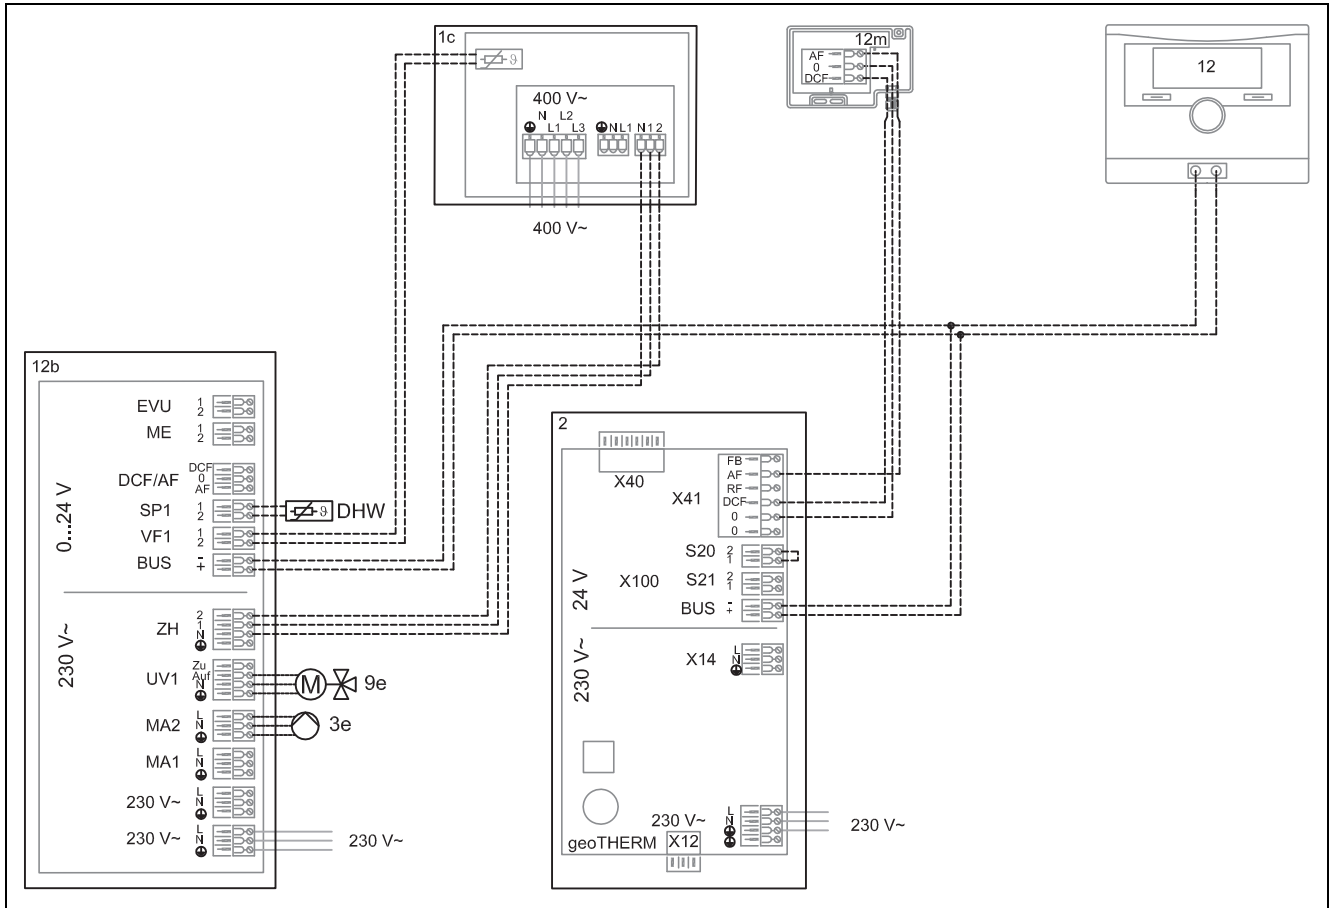 1c
400 V~
N L2
L1 L3
N L1
N 1 2
400 V~
12m
AF
0
DCF
12
12b
0...24 V
230 V~
EVU 1
2
ME 1
2
DCF/AF DCF
0
AF
SP1 1
2
DHW
VF1 1
2
BUS -
+
ZH 2
1
N
UV1 Zu
Auf
N
M 9e
MA2 L
N
3e
MA1 L
N
230 V~ L
N
230 V~ L
N
230 V~
2
X40
X41 FB
AF
RF
DCF
0
0
24 V
230 V~
X100
S20 2
1
S21 2
1
BUS -
+
X14 L
N
230 V~ L
N
230 V~
geoTHERM X12